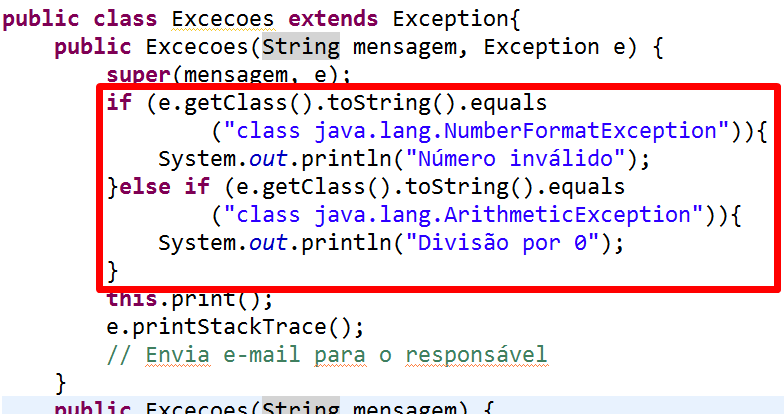 public class Excecoes extends Exception{
    public Excecoes(String mensagem, Exception e) {
        super(mensagem, e);
        if (e.getClass().toString().equals
                ("class java.lang.NumberFormatException")){
            System.out.println("Número inválido");
        }else if (e.getClass().toString().equals
                ("class java.lang.ArithmeticException")){
            System.out.println("Divisão por 0");
        }
        this.print();
        e.printStackTrace();
        // Envia e-mail para o responsável
    }
    public Excecoes(String mensagem) {